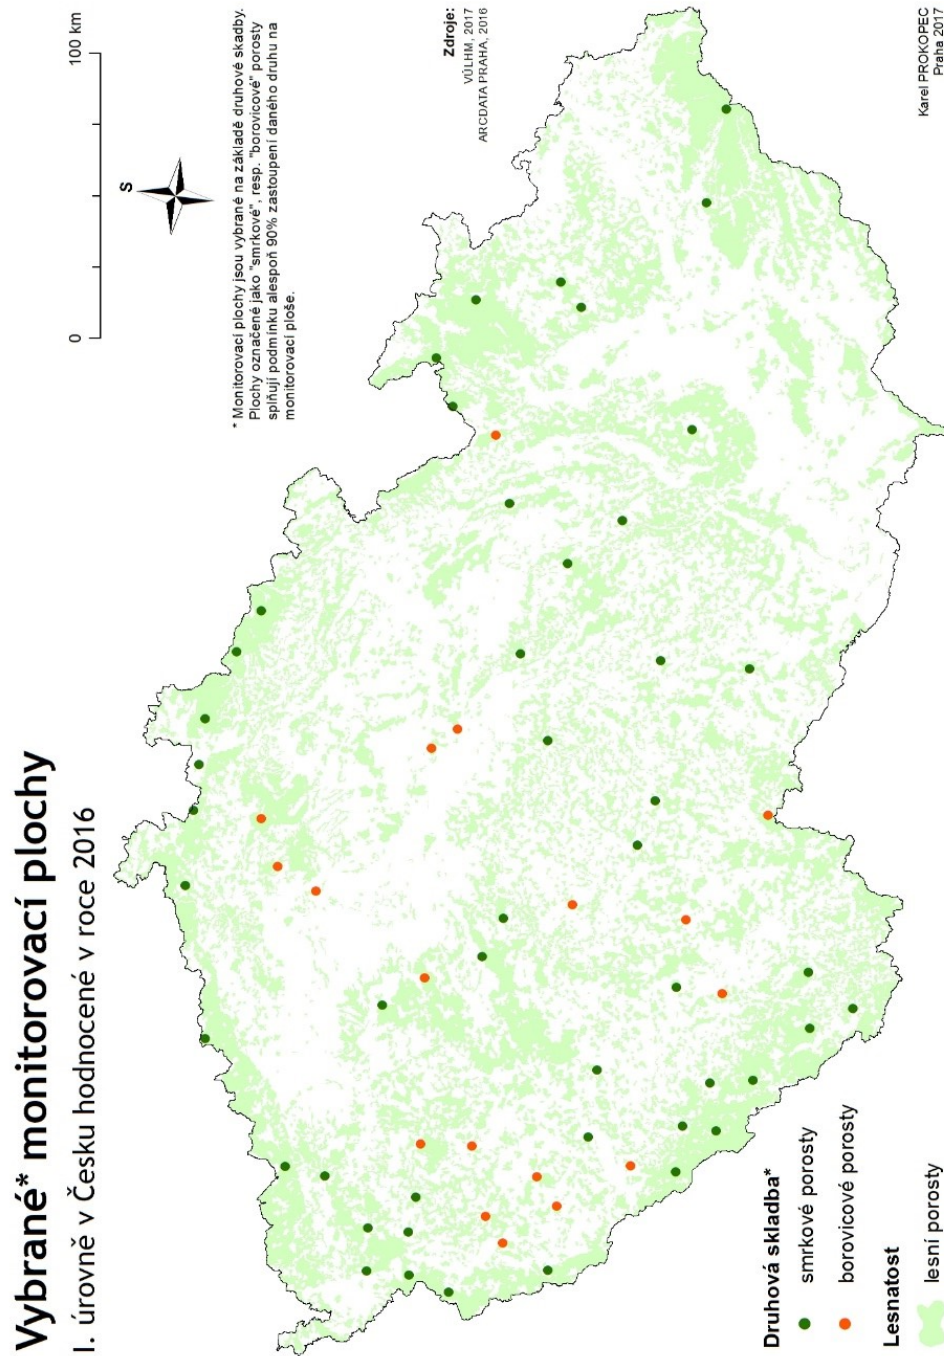 Vybrané* monitorovací plochy
I. úrovně v Česku hodnocené v roce 2016
0 100 km
S
* Monitorovací plochy jsou vybrané na základě druhové skadby.
Plochy označené jako "smrkové", resp. "borovicové" porosty
splňují podmínku alespoň 90% zastoupení daného druhu na
monitorovací ploše.
Zdroje:
VÚLHM, 2017
ARCDATA PRAHA, 2016
Druhová skladba*
smrkové porosty
borovicové porosty
Lesnatost
lesní porosty
Karel PROKOPEC
Praha 2017